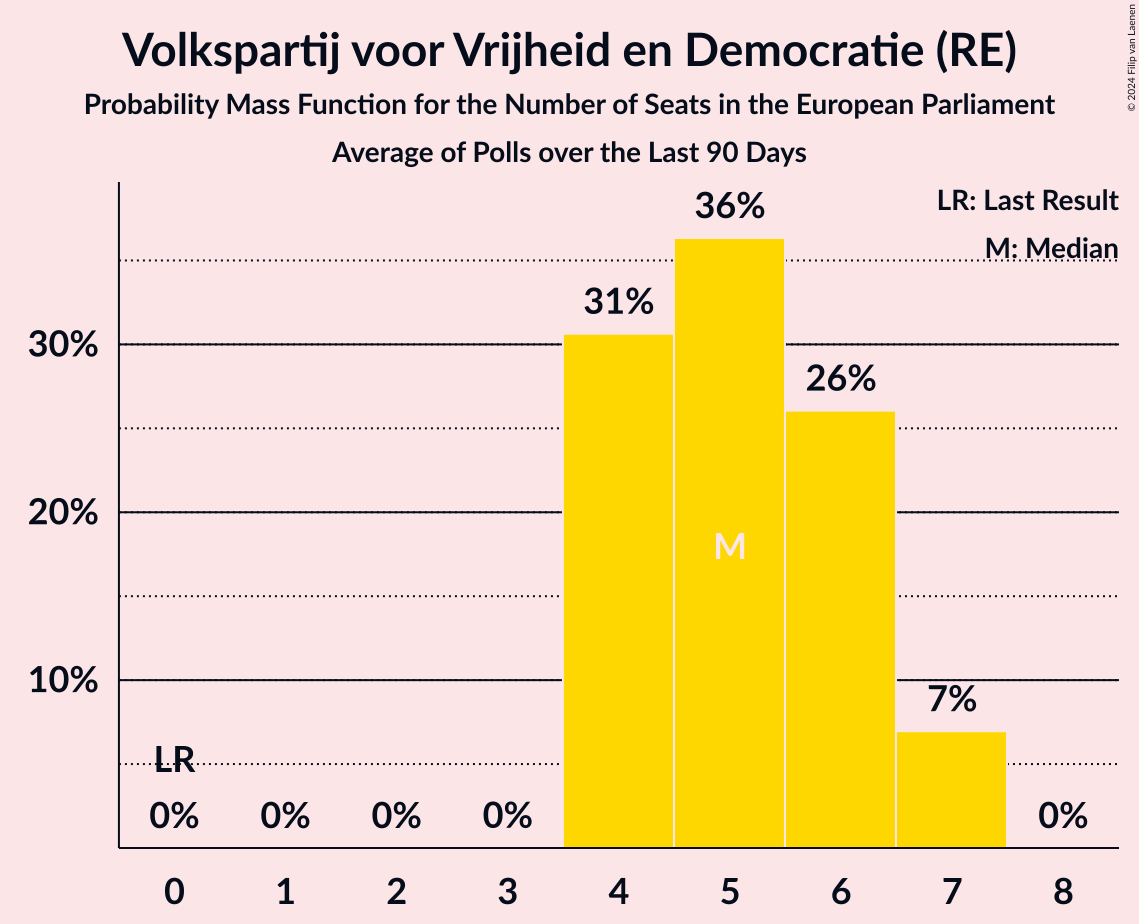 Volkspartij voor Vrijheid en Democratie (RE)
Probability Mass Function for the Number of Seats in the European Parliament
Average of Polls over the Last 90 Days
© 2024 Filip van Laenen
LR: Last Result
M: Median
36%
31%
30%
26%
20%
M
10%
7%
LR
0% 0% 0% 0% 0%
0 1 2 3 4 5 6 7 8